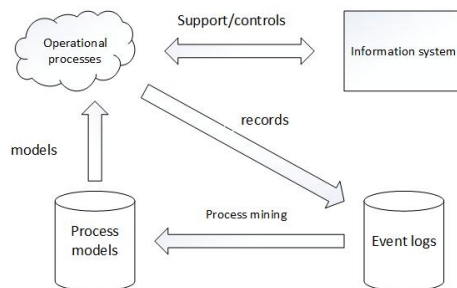 Support/controls
Operational
processes
Information system
records
models
Process mining
Process
models
Event logs